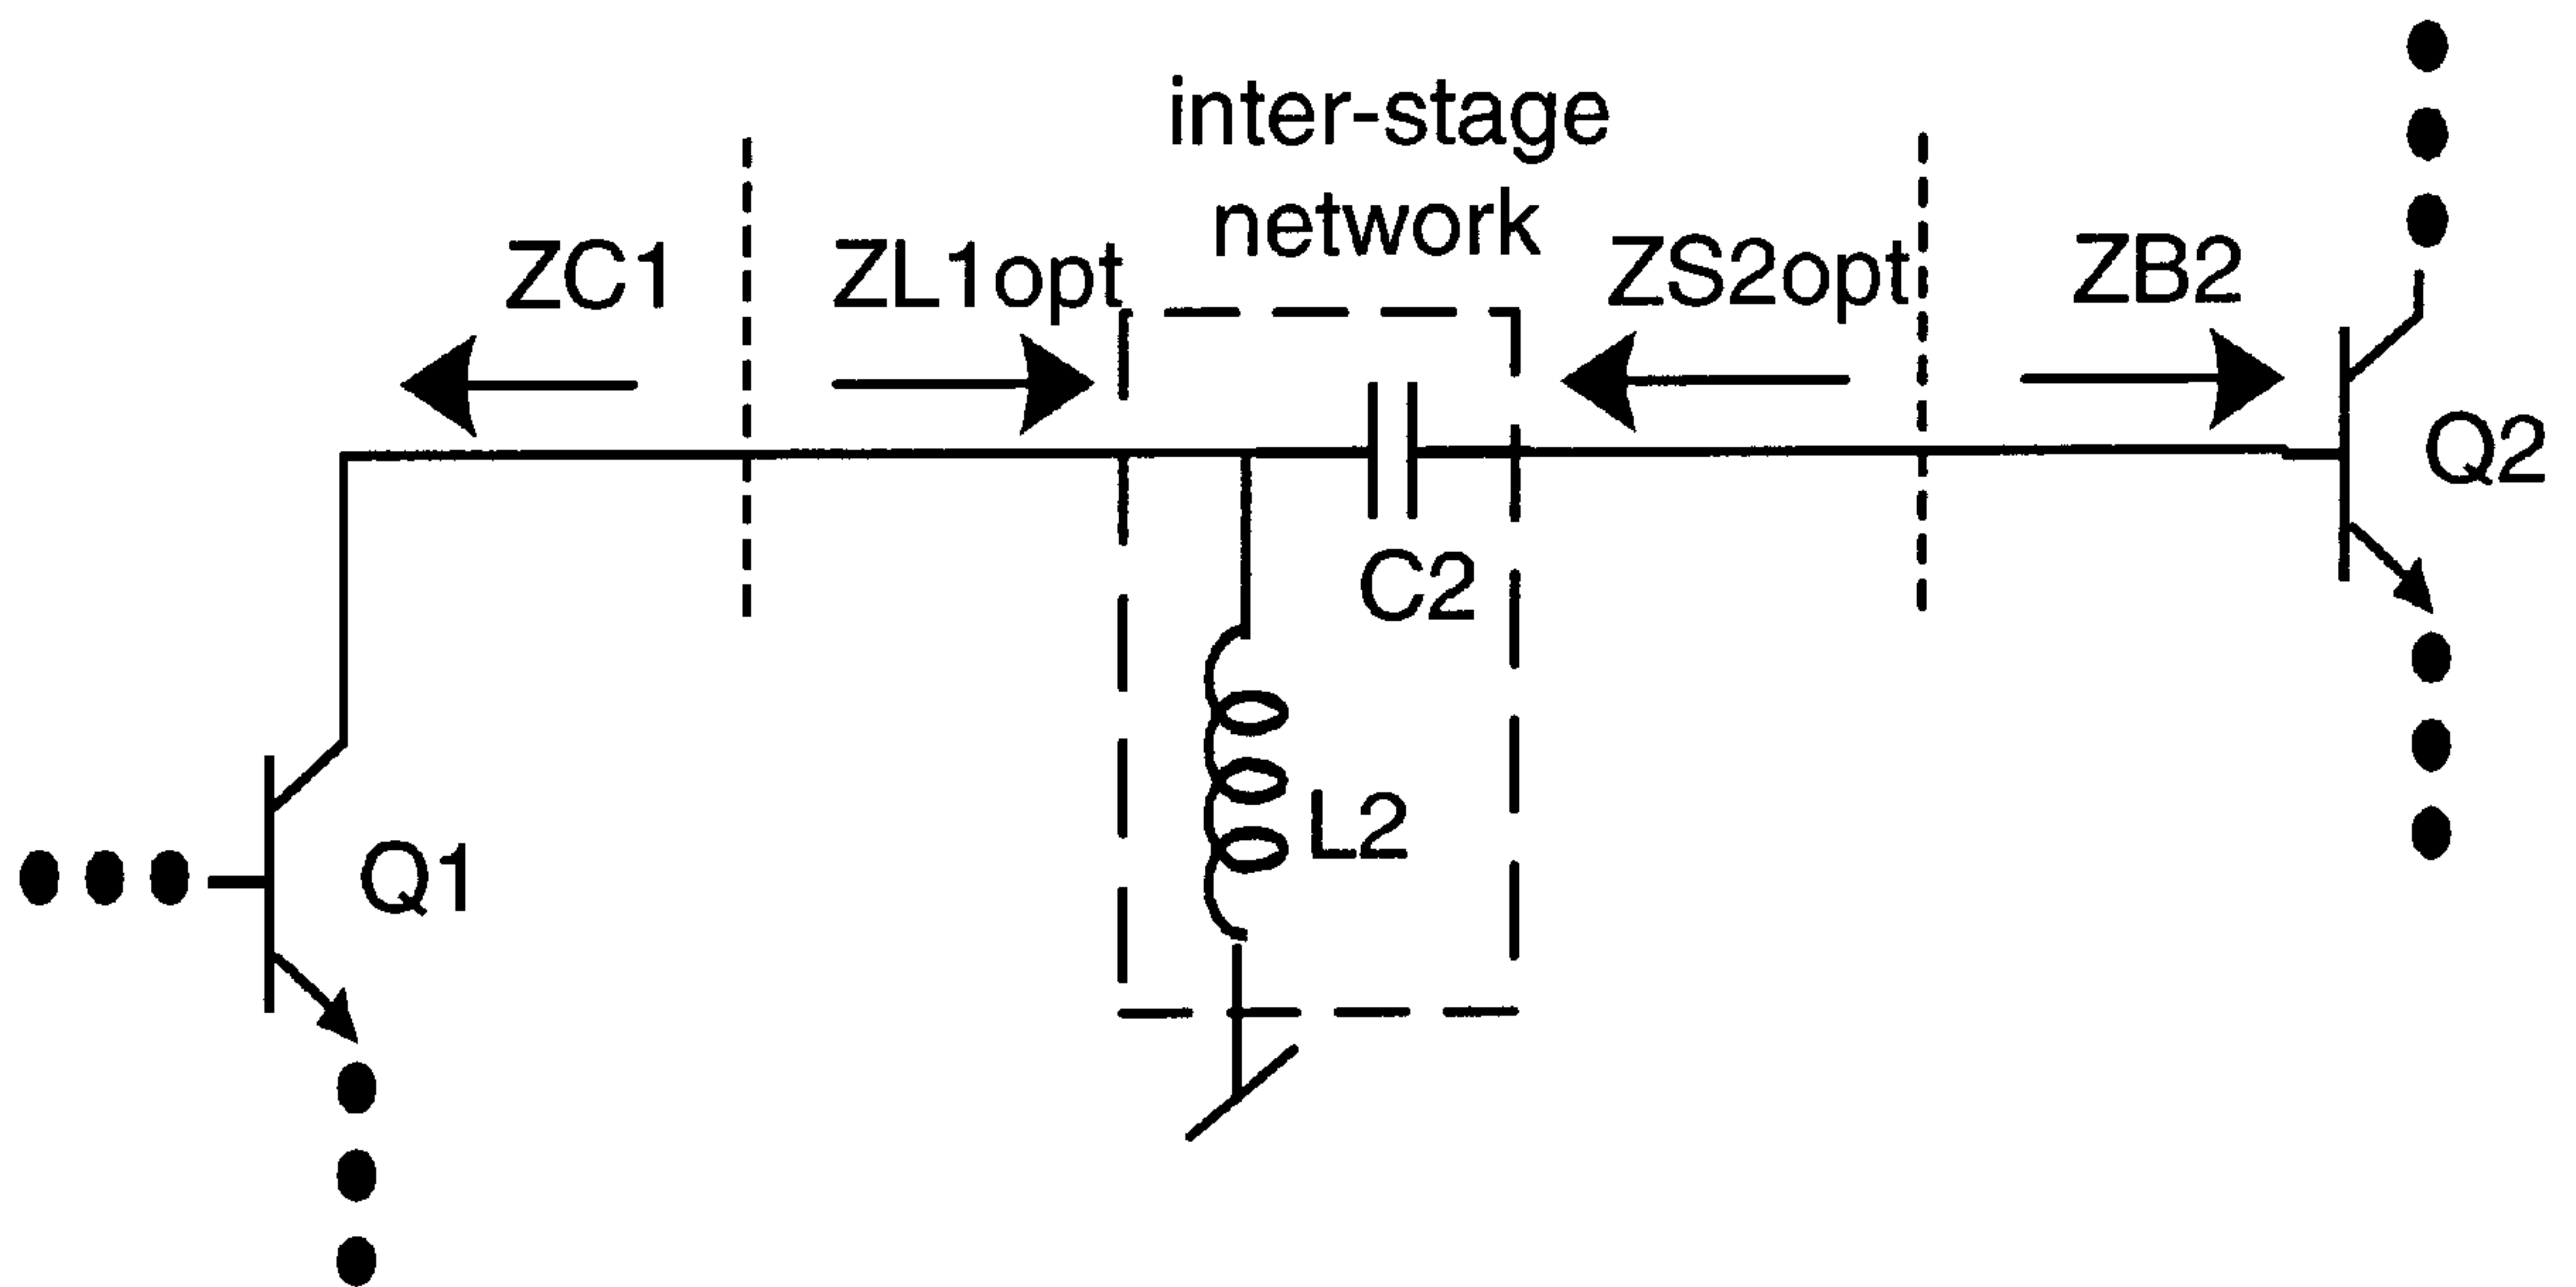 inter-stage
network
ZC1
ZL1opt
ZS2opt
ZB2
Q2
C2
L2
Q1